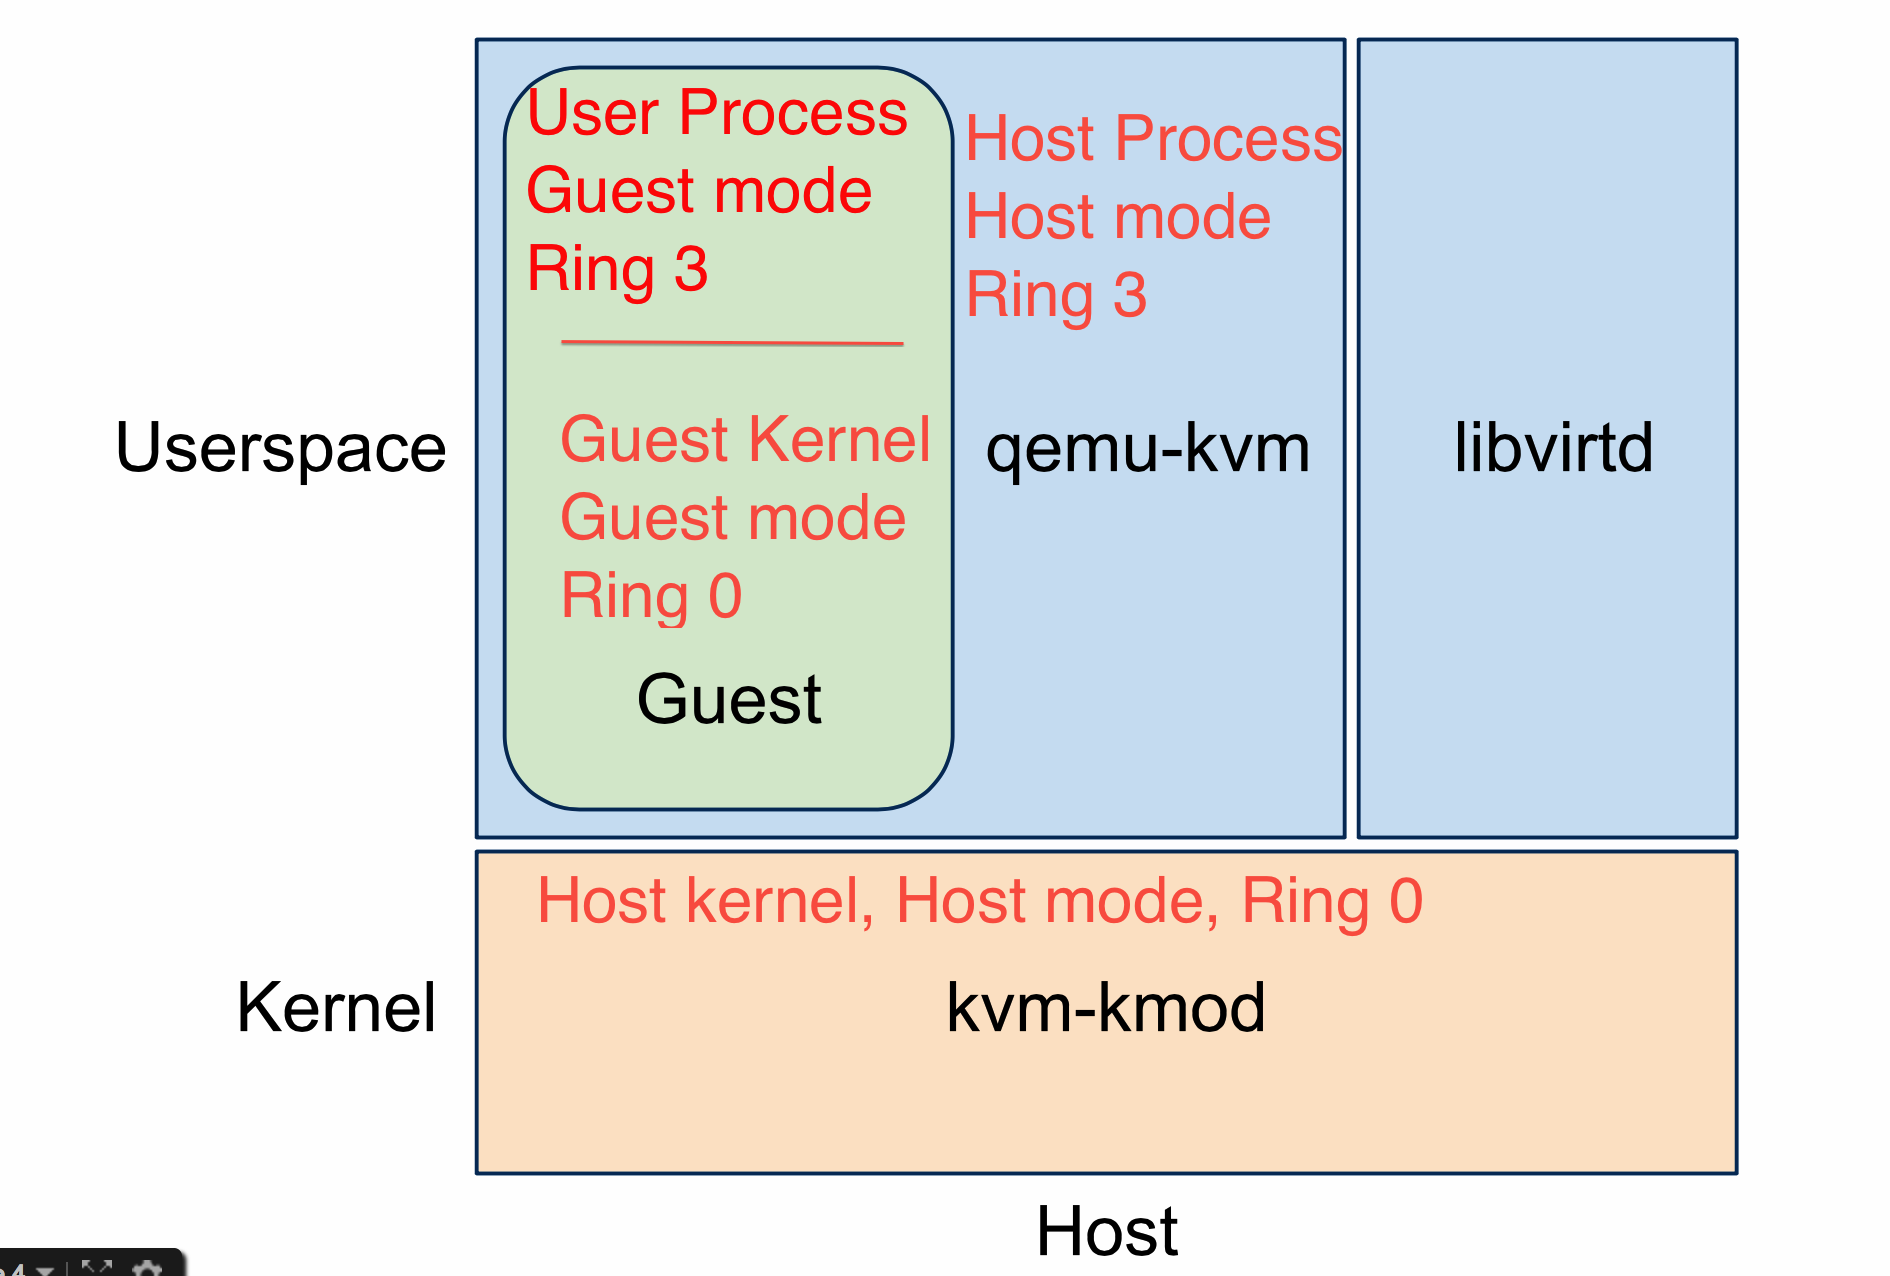 User Process
Guest mode
Ring 3
Host Process
Host mode
Ring 3
Userspace
Guest Kernel
Guest mode
Ring 0
Guest
qemu-kvm
libvirtd
Host kernel, Host mode, Ring 0
Kernel
kvm-kmod
Host